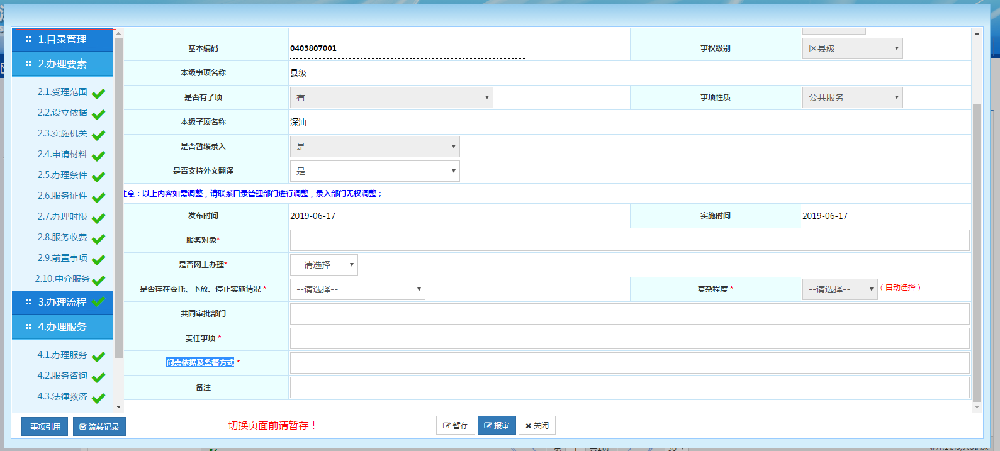 1.目录管理
2.办理要素
2.1.受理范围
2.2.设立依据
2.3.实施机关
2.4.申请材料
2.5.办理条件
2.6.服务证件
2.7.办理时限
2.8.服务收费
2.9.前置事项
2.10.中介服务
3.办理流程
4.办理服务
4.1.办理服务
4.2.服务咨询
4.3.法律救济
基本编码 0403807001 事权级别 区县级
本级事项名称 县级
是否有子项 有 事项性质 公共服务
本级子项名称 深汕
是否暂缓录入 是
是否支持外文翻译 是
注意：以上内容如需调整，请联系目录管理部门进行调整，录入部门无权调整；
发布时间 2019-06-17 实施时间 2019-06-17
服务对象*
是否网上办理* --请选择--
是否存在委托、下放、停止实施情况 * --请选择-- 复杂程度 * --请选择-- （自动选择）
共同审批部门
责任事项 *
问责依据及监督方式 *
备注
事项引用 流转记录 切换页面前请暂存！ 暂存 报审 关闭